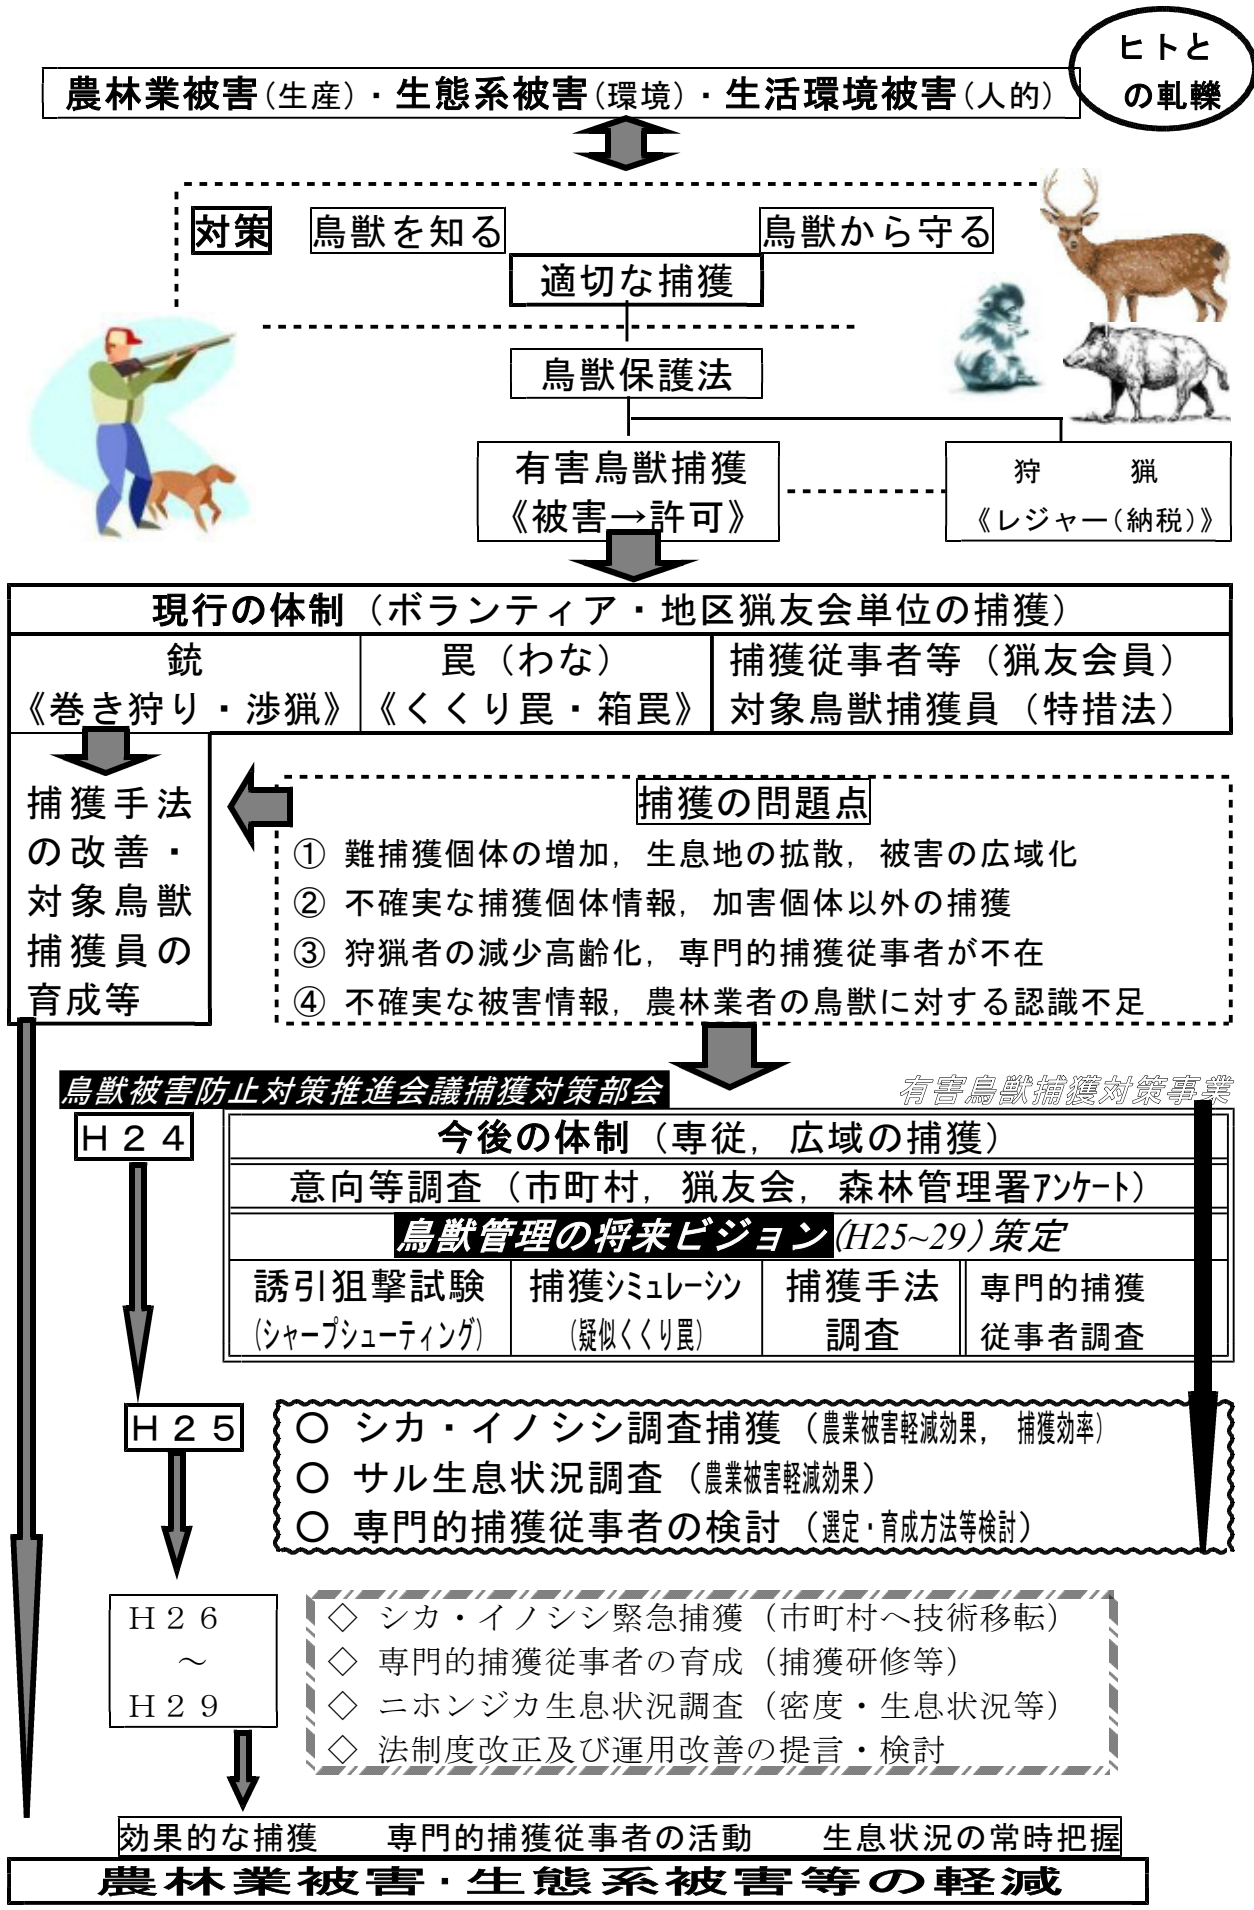 ヒトと
の軋轢
農林業被害(生産)・生態系被害(環境)・生活環境被害(人的)
対策 鳥獣を知る 鳥獣から守る
適切な捕獲
鳥獣保護法
有害鳥獣捕獲
《被害→許可》
狩 猟
《レジャー(納税)》
現行の体制（ボランティア・地区猟友会単位の捕獲）
銃
《巻き狩り・渉猟》
罠（わな）
《くくり罠・箱罠》
捕獲従事者等（猟友会員）
対象鳥獣捕獲員（特措法）
捕獲手法
の改善・
対象鳥獣
捕獲員の
育成等
捕獲の問題点
① 難捕獲個体の増加，生息地の拡散，被害の広域化
② 不確実な捕獲個体情報，加害個体以外の捕獲
③ 狩猟者の減少高齢化，専門的捕獲従事者が不在
④ 不確実な被害情報，農林業者の鳥獣に対する認識不足
鳥獣被害防止対策推進会議捕獲対策部会
有害鳥獣捕獲対策事業
Ｈ２４
今後の体制（専従，広域の捕獲）
意向等調査（市町村，猟友会，森林管理署ｱﾝｹｰﾄ）
鳥獣管理の将来ビジョン(H25~29）策定
誘引狙撃試験
(シャープシューティング)
捕獲ｼﾐｭﾚｰｼﾝ
(疑似くくり罠)
捕獲手法
調査
専門的捕獲
従事者調査
Ｈ２５
○ シカ・イノシシ調査捕獲（農業被害軽減効果， 捕獲効率）
○ サル生息状況調査（農業被害軽減効果）
○ 専門的捕獲従事者の検討（選定・育成方法等検討）
Ｈ２６
～
Ｈ２９
◇ シカ・イノシシ緊急捕獲（市町村へ技術移転）
◇ 専門的捕獲従事者の育成（捕獲研修等）
◇ ニホンジカ生息状況調査（密度・生息状況等）
◇ 法制度改正及び運用改善の提言・検討
効果的な捕獲 専門的捕獲従事者の活動 生息状況の常時把握
農林業被害・生態系被害等の軽減